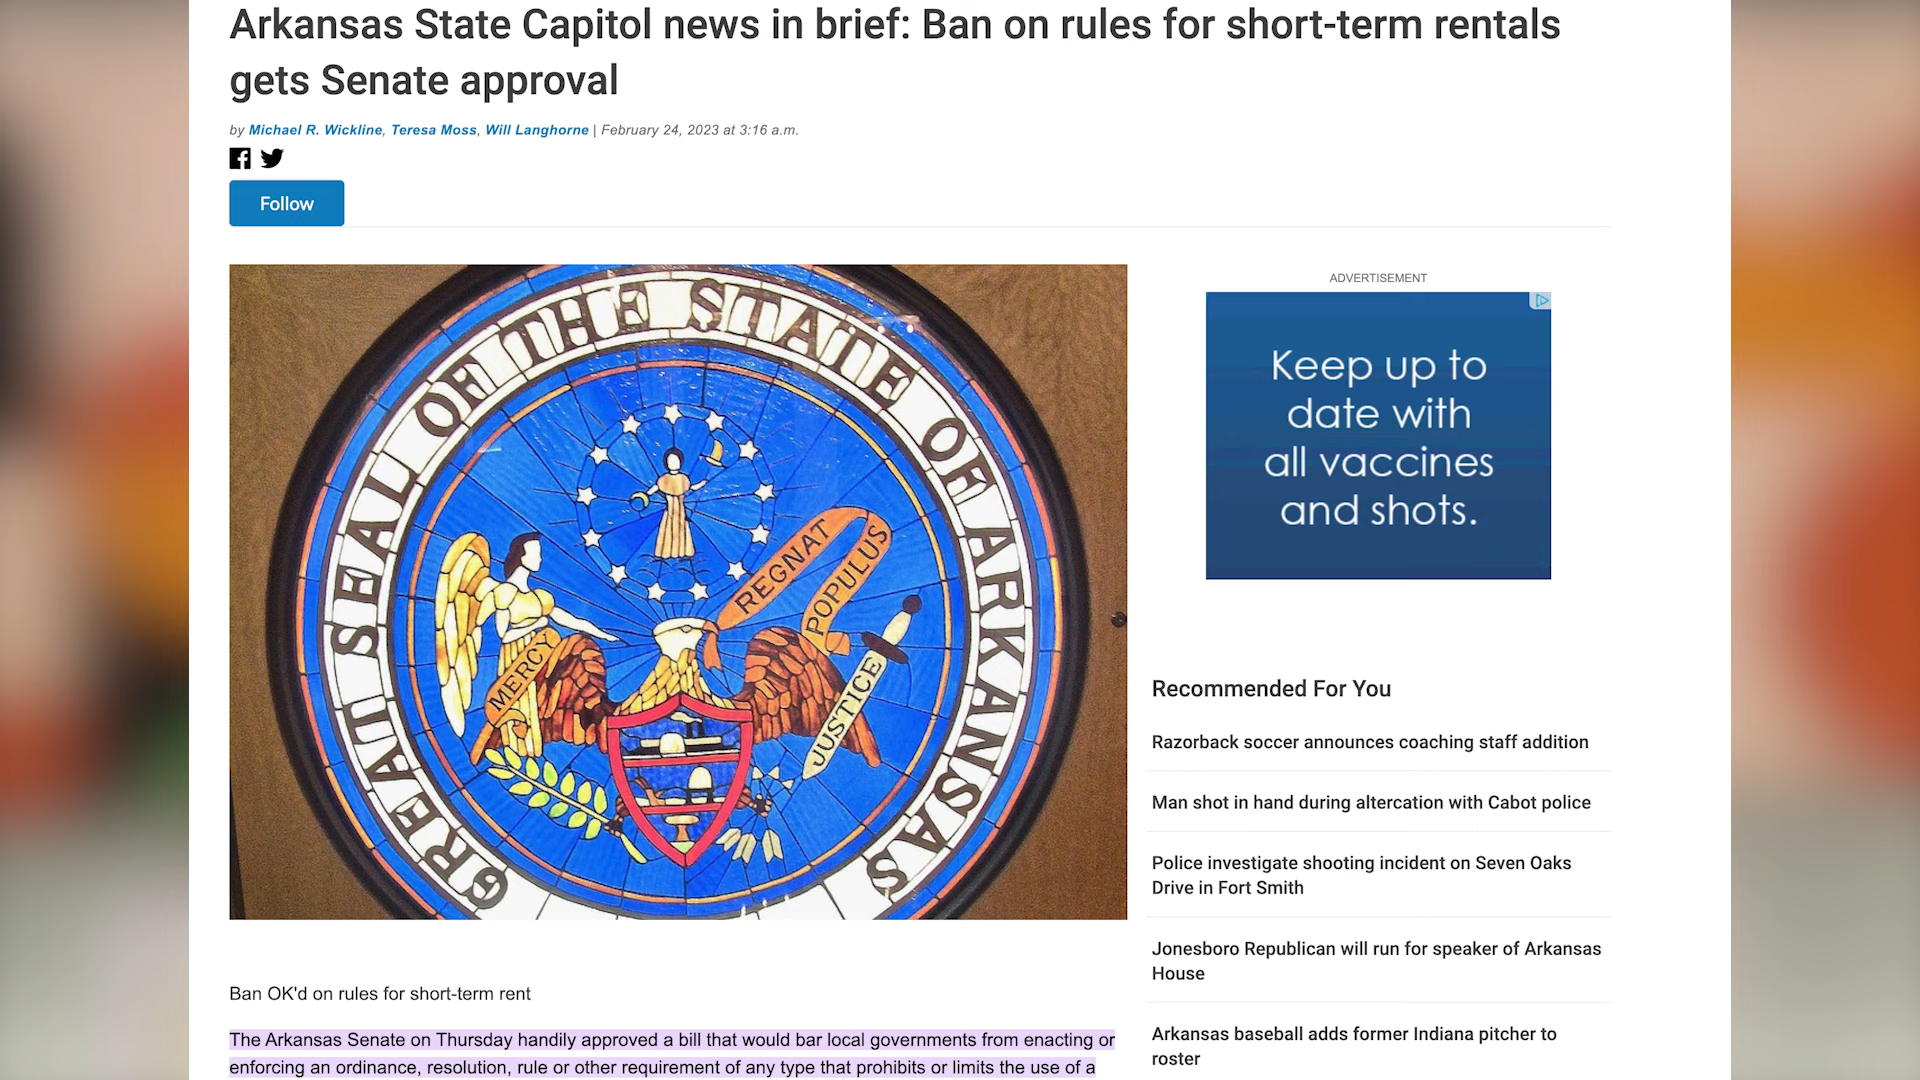 Arkansas State Capitol news in brief: Ban on rules for short-term rentals
gets Senate approval
by Michael R. Wickline, Teresa Moss, Will Langhorne | February 24, 2023 at 3:16 a.m.
Follow
GREAT SEAL OF THE STATE OF ARKANSAS
REGNAT
POPULUS
MERCY
JUSTICE
Ban OK'd on rules for short-term rent
The Arkansas Senate on Thursday handily approved a bill that would bar local governments from enacting or
enforcing an ordinance, resolution, rule or other requirement of any type that prohibits or limits the use of a
ADVERTISEMENT
Keep up to
date with
all vaccines
and shots.
Recommended For You
Razorback soccer announces coaching staff addition
Man shot in hand during altercation with Cabot police
Police investigate shooting incident on Seven Oaks
Drive in Fort Smith
Jonesboro Republican will run for speaker of Arkansas
House
Arkansas baseball adds former Indiana pitcher to
roster